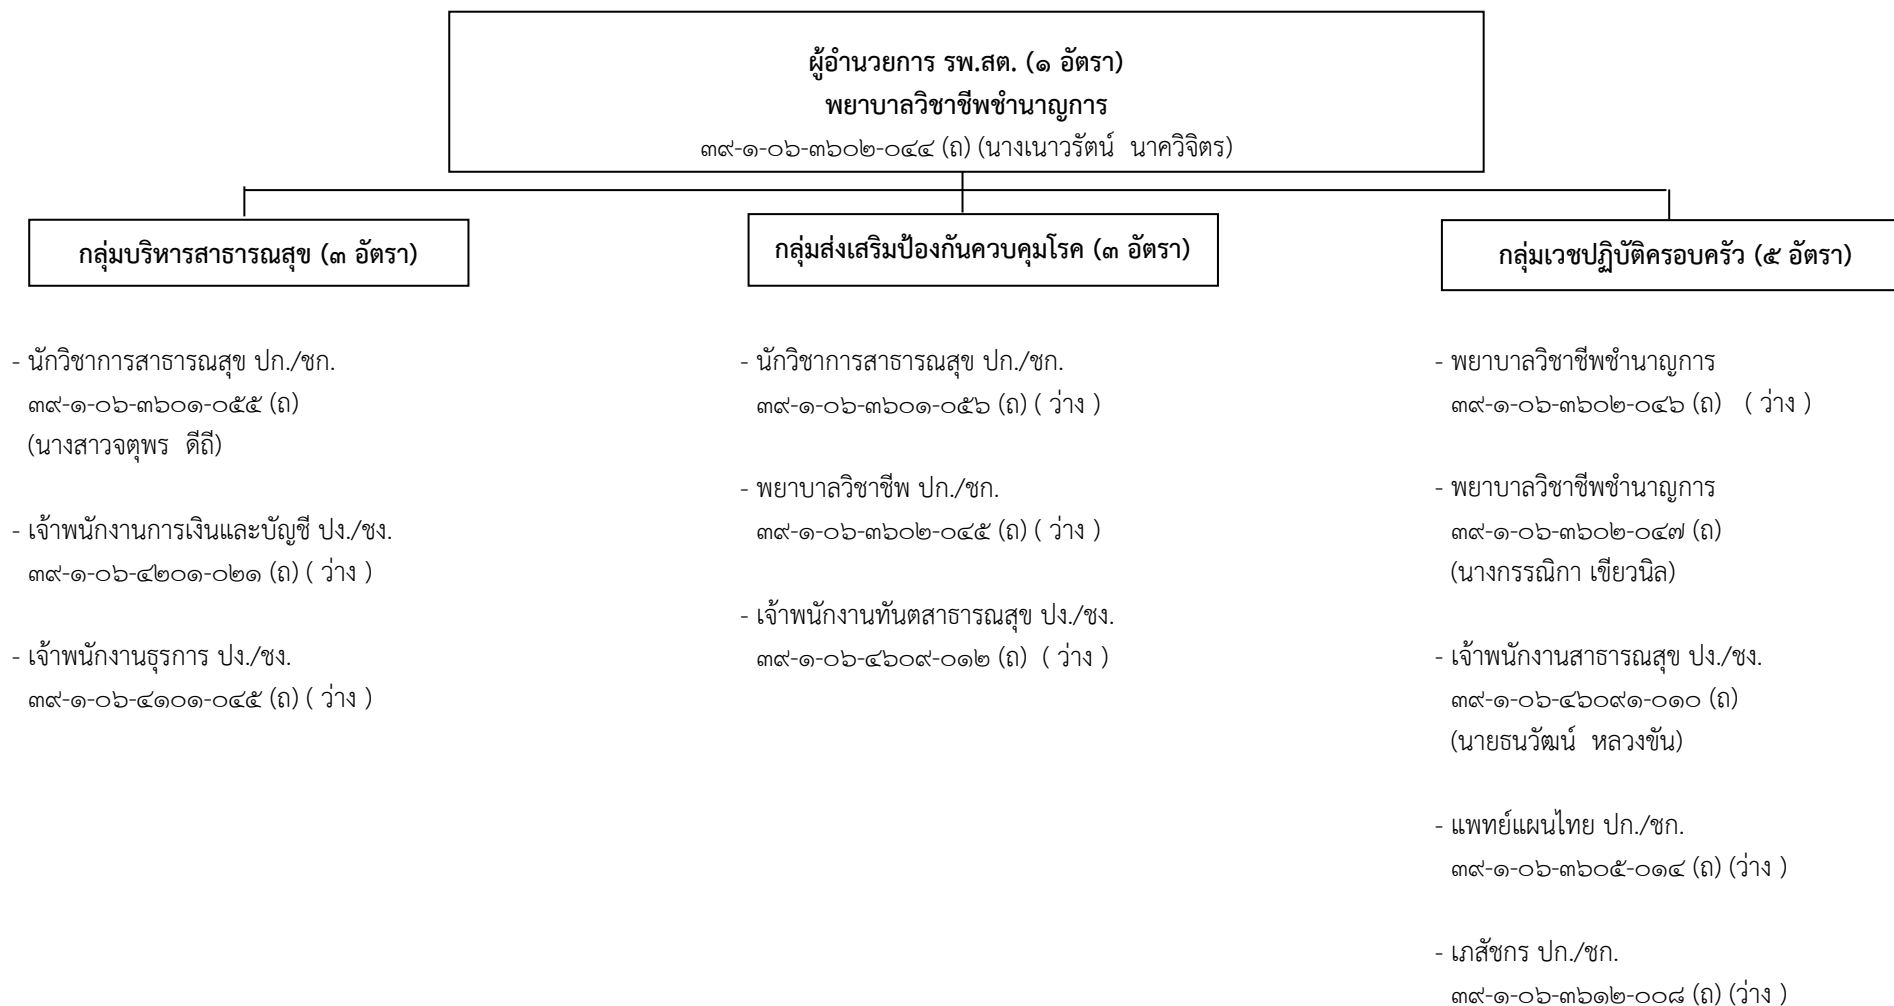 ผู้อำนวยการ รพ.สต. (๑ อัตรา)
พยาบาลวิชาชีพชำนาญการ
๓๙-๑-๐๖-๓๖๐๒-๐๔๔ (ถ) (นางเนาวรัตน์ นาควิจิตร)
กลุ่มบริหารสาธารณสุข (๓ อัตรา)
- นักวิชาการสาธารณสุข ปก./ชก.
๓๙-๑-๐๖-๓๖๐๑-๐๕๕ (ถ)
(นางสาวจตุพร ดีถี)
- เจ้าพนักงานการเงินและบัญชี ปง./ชง.
๓๙-๑-๐๖-๔๒๐๑-๐๒๑ (ถ) ( ว่าง )
- เจ้าพนักงานธุรการ ปง./ชง.
๓๙-๑-๐๖-๔๑๐๑-๐๔๕ (ถ) ( ว่าง )
กลุ่มส่งเสริมป้องกันควบคุมโรค (๓ อัตรา)
- นักวิชาการสาธารณสุข ปก./ชก.
๓๙-๑-๐๖-๓๖๐๑-๐๕๖ (ถ) ( ว่าง )
- พยาบาลวิชาชีพ ปก./ชก.
๓๙-๑-๐๖-๓๖๐๒-๐๔๕ (ถ) ( ว่าง )
- เจ้าพนักงานทันตสาธารณสุข ปง./ชง.
๓๙-๑-๐๖-๔๖๐๙-๐๑๒ (ถ) ( ว่าง )
กลุ่มเวชปฏิบัติครอบครัว (๕ อัตรา)
- พยาบาลวิชาชีพชำนาญการ
๓๙-๑-๐๖-๓๖๐๒-๐๔๖ (ถ) ( ว่าง )
- พยาบาลวิชาชีพชำนาญการ
๓๙-๑-๐๖-๓๖๐๒-๐๔๗ (ถ)
(นางกรรณิกา เขียวนิล)
- เจ้าพนักงานสาธารณสุข ปง./ชง.
๓๙-๑-๐๖-๔๖๐๙๑-๐๑๐ (ถ)
(นายธนวัฒน์ หลวงขัน)
- แพทย์แผนไทย ปก./ชก.
๓๙-๑-๐๖-๓๖๐๕-๐๑๔ (ถ) (ว่าง )
- เภสัชกร ปก./ชก.
๓๙-๑-๐๖-๓๖๑๒-๐๐๘ (ถ) (ว่าง )